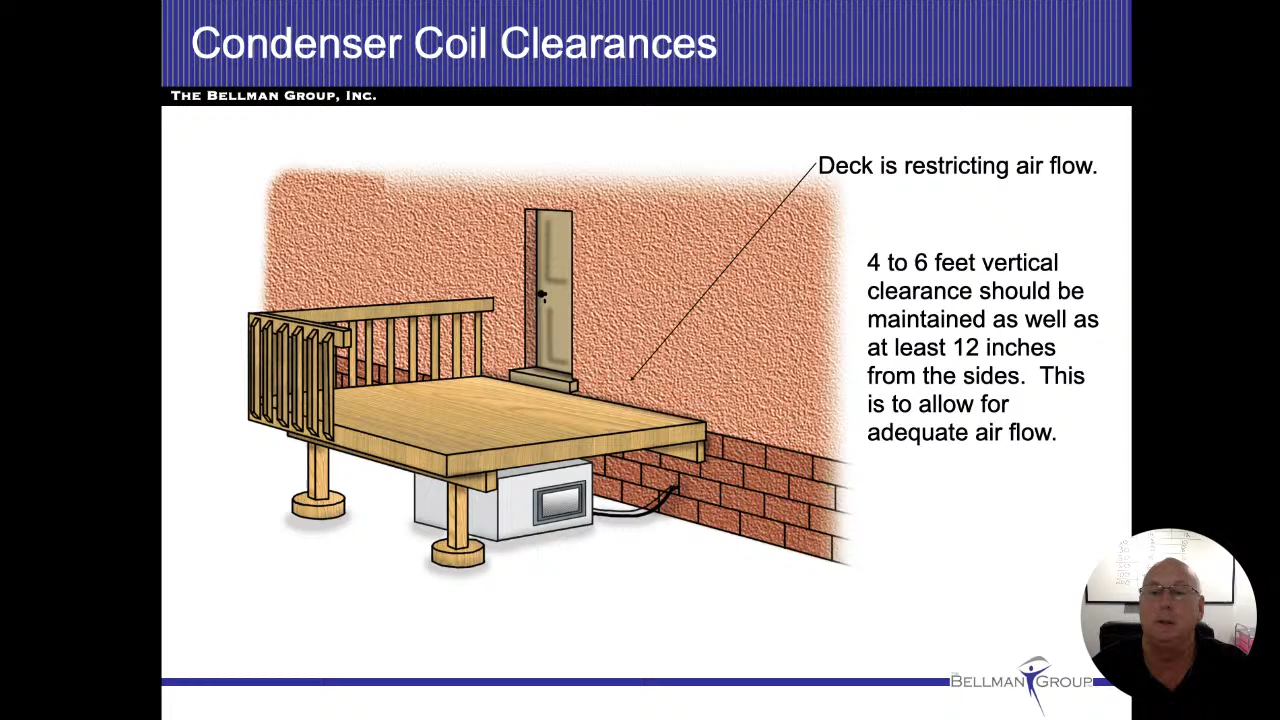 Condenser Coil Clearances
THE BELLMAN GROUP, INC.
Deck is restricting air flow.
4 to 6 feet vertical
clearance should be
maintained as well as
at least 12 inches
from the sides. This
is to allow for
adequate air flow.
THE
BELLMAN GROUP